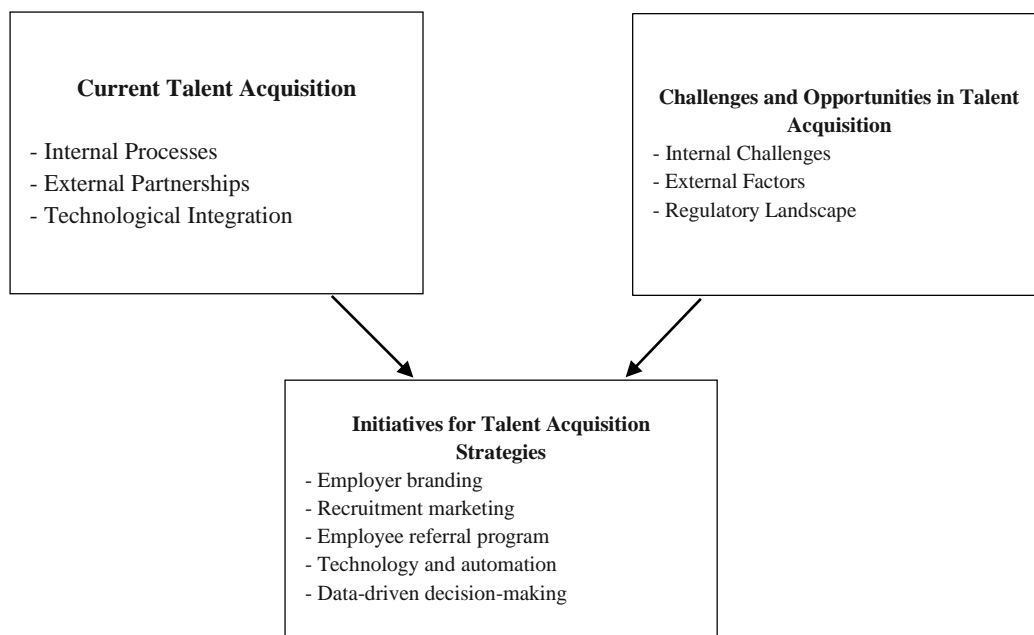 Current Talent Acquisition
- Internal Processes
- External Partnerships
- Technological Integration
Challenges and Opportunities in Talent
Acquisition
- Internal Challenges
- External Factors
- Regulatory Landscape
Initiatives for Talent Acquisition
Strategies
- Employer branding
- Recruitment marketing
- Employee referral program
- Technology and automation
- Data-driven decision-making